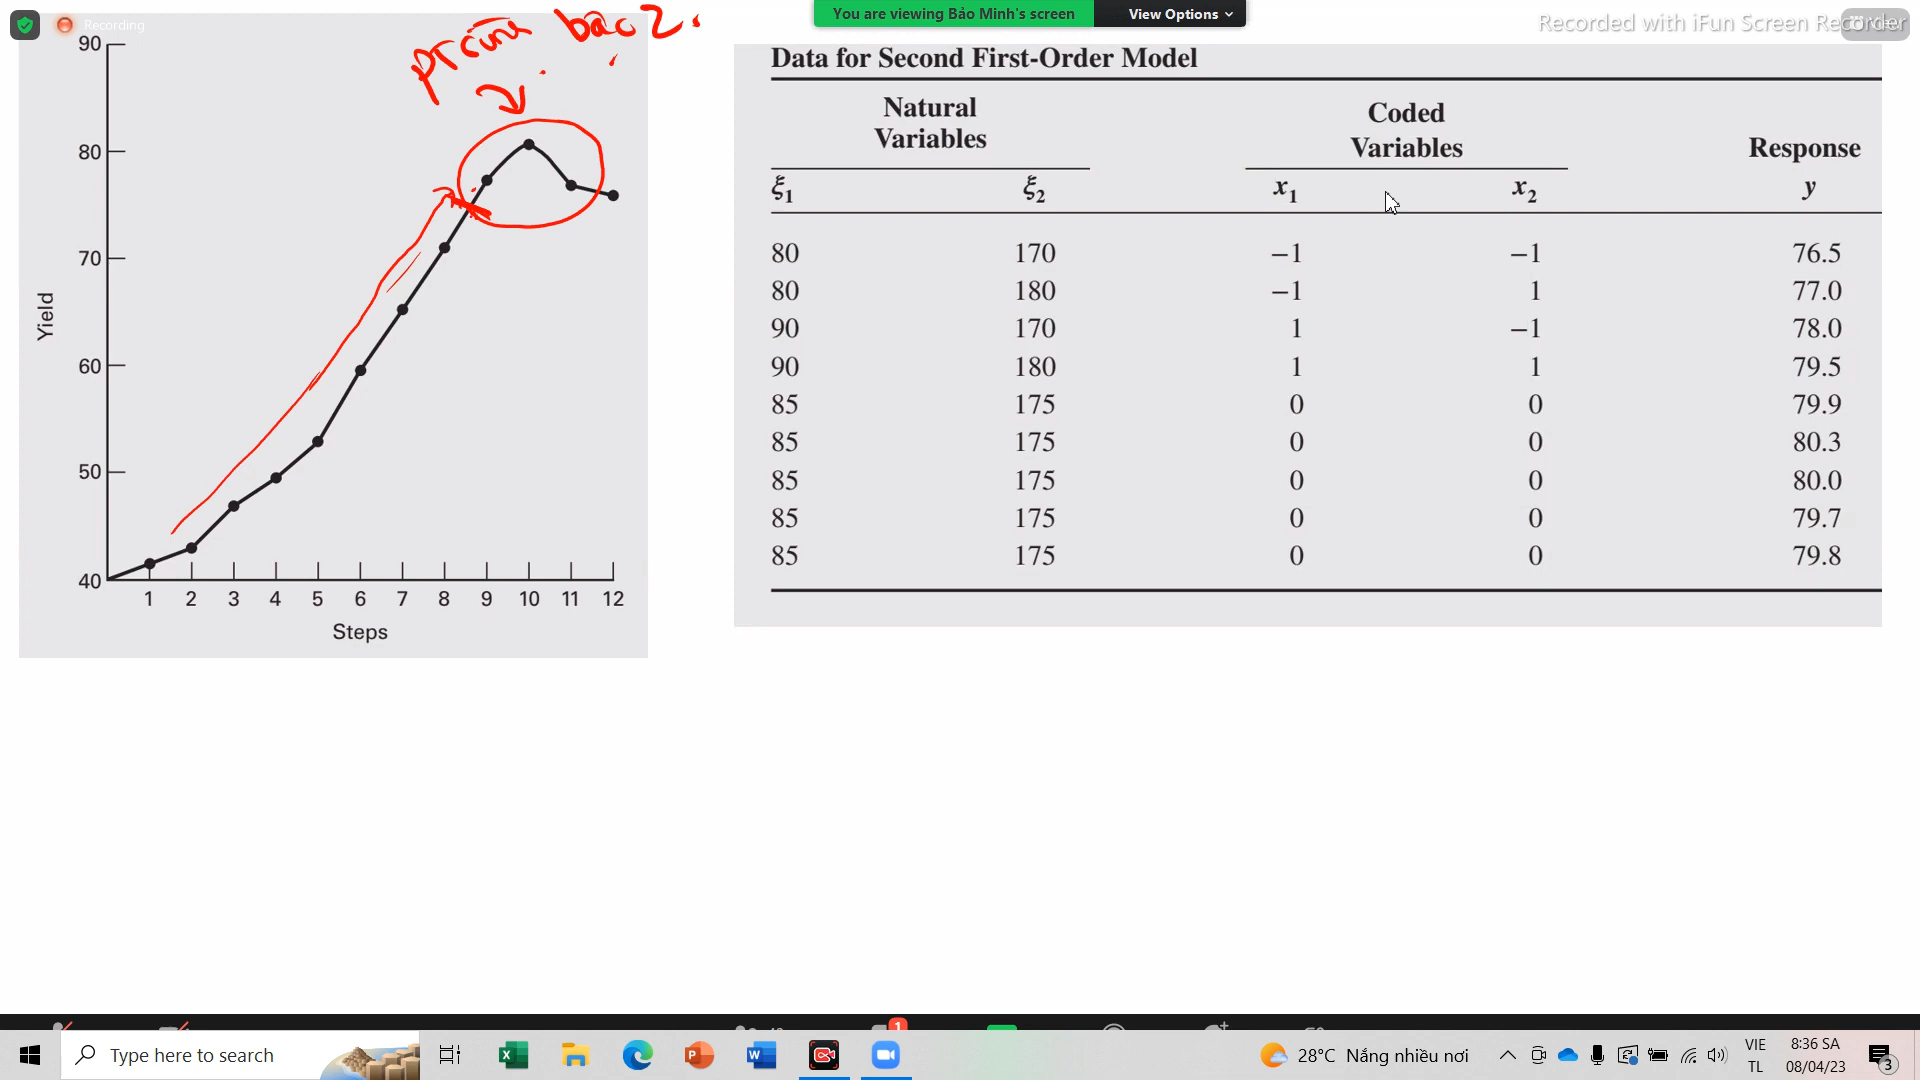 Recording
You are viewing Bảo Minh's screen
View Options
Recorded with iFun Screen Recorder
bậc 2.
90
80
70
60
50
40
Yield
1 2 3 4 5 6 7 8 9 10 11 12
Steps
Data for Second First-Order Model
Natural Variables
Coded Variables
Response
ξ1 ξ2 x1 x2 y
80 170 −1 −1 76.5
80 180 −1 1 77.0
90 170 1 −1 78.0
90 180 1 1 79.5
85 175 0 0 79.9
85 175 0 0 80.3
85 175 0 0 80.0
85 175 0 0 79.7
85 175 0 0 79.8
1
Type here to search
28°C Nắng nhiều nơi
VIE
TL
8:36 SA
08/04/23
3